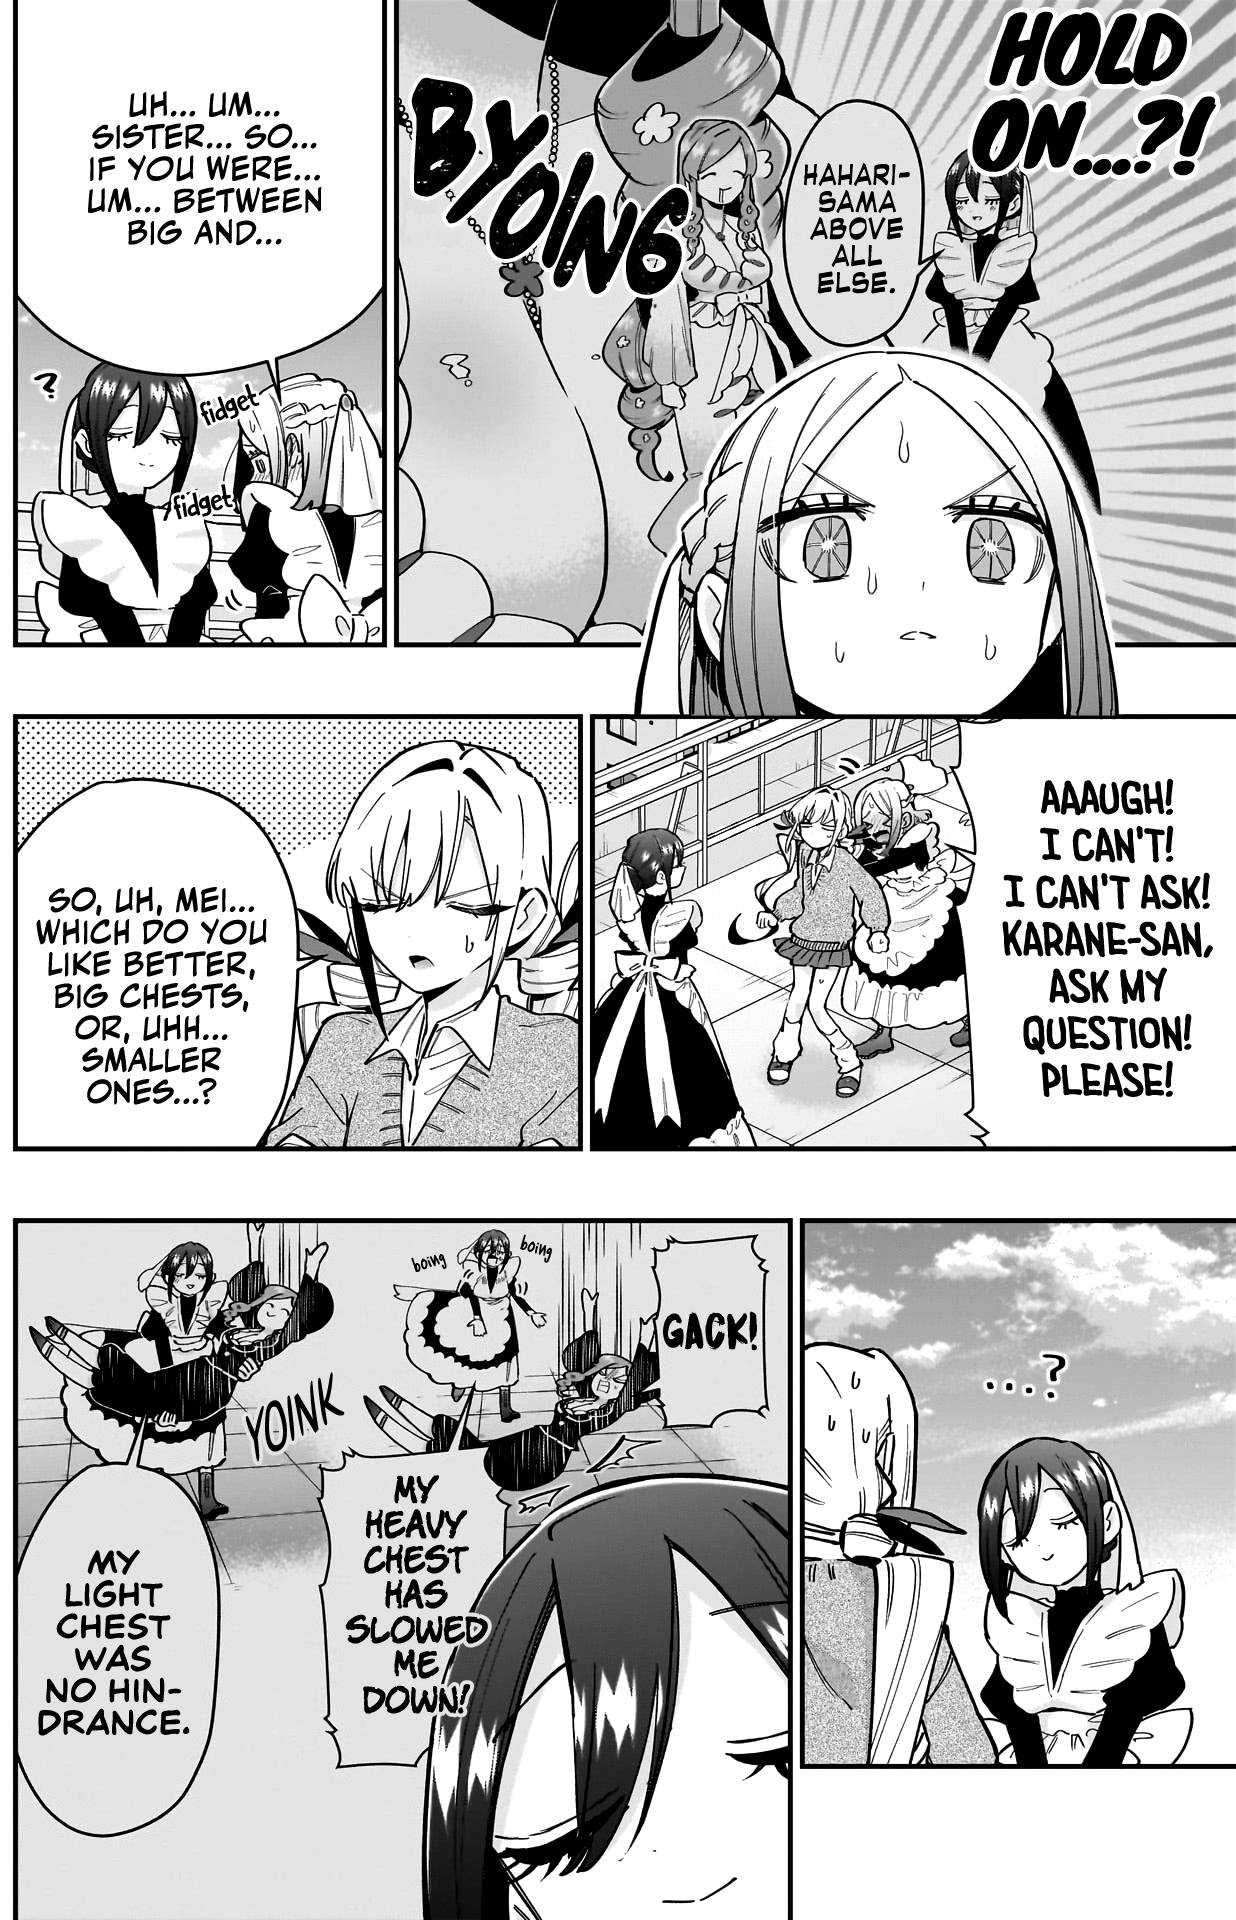 HOLD
ON...?!
HAHARI-
SAMA
ABOVE
ALL
ELSE.
BYOING
UH... UM...
SISTER... SO...
IF YOU WERE...
UM... BETWEEN
BIG AND...
?
fidget
fidget
AAAUGH!
I CAN'T!
I CAN'T ASK!
KARANE-SAN,
ASK MY
QUESTION!
PLEASE!
SO, UH, MEI...
WHICH DO YOU
LIKE BETTER,
BIG CHESTS,
OR, UHH...
SMALLER
ONES...?
...?
GACK!
boing
boing
MY
HEAVY
CHEST
HAS
SLOWED
ME
DOWN!
YOINK
MY
LIGHT
CHEST
WAS
NO HIN-
DRANCE.